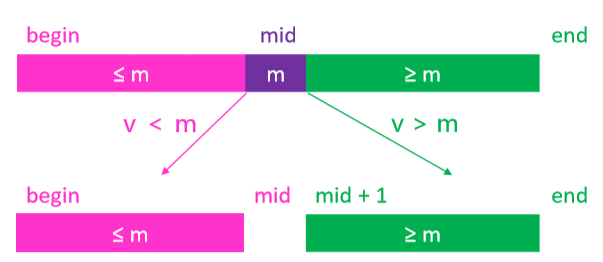 begin mid end
≤ m m ≥ m
v < m v > m
begin mid mid + 1 end
≤ m ≥ m